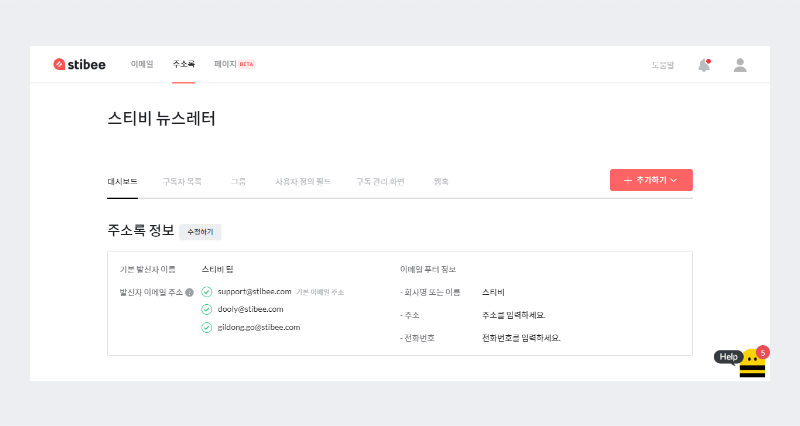 stibee 이메일 주소록 페이지 BETA 도움말
스티비 뉴스레터
대시보드 구독자 목록 그룹 사용자 정의 필드 구독 관리 화면 웹훅 + 추가하기
주소록 정보 수정하기
기본 발신자 이름 스티비 팀 이메일 푸터 정보
발신자 이메일 주소 support@stibee.com 기본 이메일 주소 - 회사명 또는 이름 스티비
dooly@stibee.com - 주소 주소를 입력하세요.
gildong.go@stibee.com - 전화번호 전화번호를 입력하세요.
Help 5